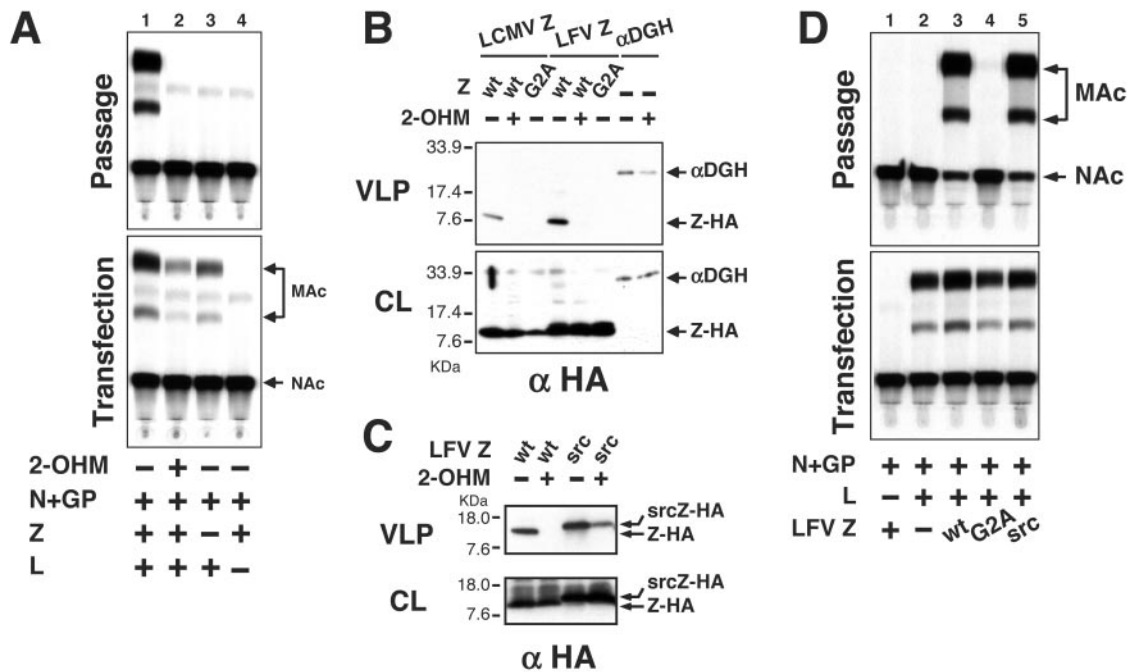 A
1 2 3 4
Passage
Transfection
MAc
NAc
2-OHM − + − −
N+GP + + + +
Z + + − +
L + + + −
B
LCMV Z LFV Z αDGH
Z wt wt G2A wt wt G2A − −
2-OHM − + − − + − − +
VLP
33.9
17.4
7.6
αDGH
Z-HA
CL
33.9
17.4
7.6
KDa
αDGH
Z-HA
α HA
C
LFV Z wt wt src src
2-OHM − + − +
KDa
VLP
18.0
7.6
srcZ-HA
Z-HA
CL
18.0
7.6
srcZ-HA
Z-HA
α HA
D
1 2 3 4 5
Passage
MAc
NAc
Transfection
N+GP + + + + +
L − + + + +
LFV Z + − wt G2A src